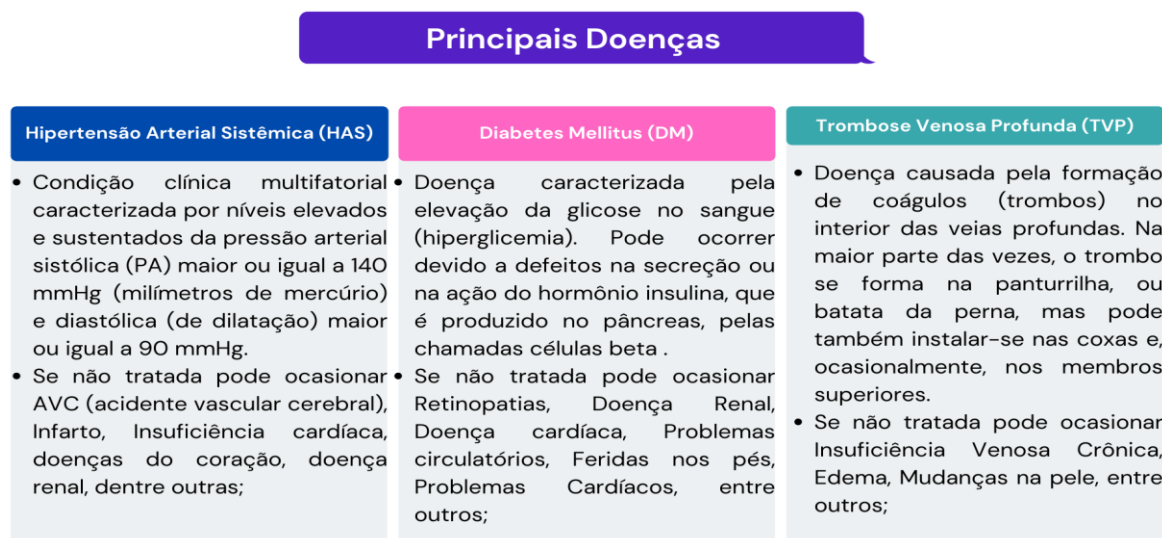 Principais Doenças
Hipertensão Arterial Sistêmica (HAS)
• Condição clínica multifatorial
caracterizada por níveis elevados
e sustentados da pressão arterial
sistólica (PA) maior ou igual a 140
mmHg (milímetros de mercúrio)
e diastólica (de dilatação) maior
ou igual a 90 mmHg.
• Se não tratada pode ocasionar
AVC (acidente vascular cerebral),
Infarto, Insuficiência cardíaca,
doenças do coração, doença
renal, dentre outras;
Diabetes Mellitus (DM)
• Doença caracterizada pela
elevação da glicose no sangue
(hiperglicemia). Pode ocorrer
devido a defeitos na secreção ou
na ação do hormônio insulina, que
é produzido no pâncreas, pelas
chamadas células beta .
• Se não tratada pode ocasionar
Retinopatias, Doença Renal,
Doença cardíaca, Problemas
circulatórios, Feridas nos pés,
Problemas Cardíacos, entre
outros;
Trombose Venosa Profunda (TVP)
• Doença causada pela formação
de coágulos (trombos) no
interior das veias profundas. Na
maior parte das vezes, o trombo
se forma na panturrilha, ou
batata da perna, mas pode
também instalar-se nas coxas e,
ocasionalmente, nos membros
superiores.
• Se não tratada pode ocasionar
Insuficiência Venosa Crônica,
Edema, Mudanças na pele, entre
outros;